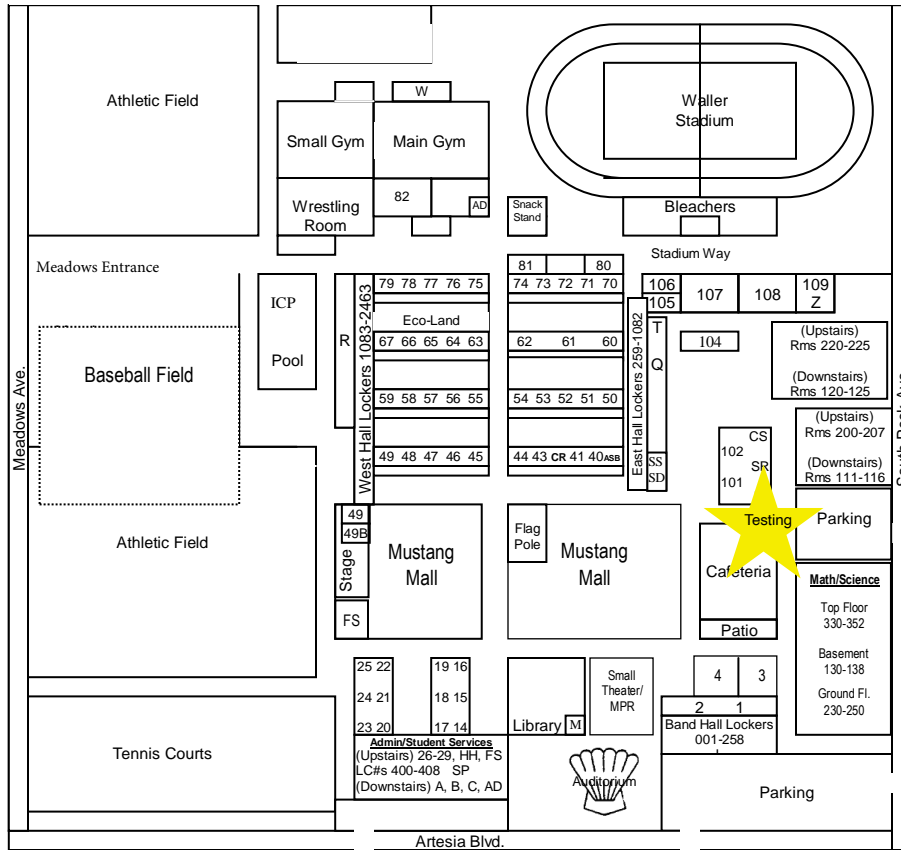 Athletic Field
W
Small Gym
Main Gym
Waller
Stadium
82
AD
Wrestling
Room
Snack
Stand
Bleachers
Stadium Way
Meadows Entrance
81
80
79 78 77 76 75
74 73 72 71 70
106
105
107
108
109
Z
ICP
Pool
R
West Hall Lockers 1083-2463
Eco-Land
East Hall Lockers 259-1082
T
Q
104
(Upstairs)
Rms 220-225
(Downstairs)
Rms 120-125
67 66 65 64 63
62 61 60
Baseball Field
59 58 57 56 55
54 53 52 51 50
(Upstairs)
Rms 200-207
(Downstairs)
Rms 111-116
Meadows Ave.
CS
102
SR
101
49 48 47 46 45
44 43 CR 41 40 ASB
SS
SD
49
49B
Stage
FS
Athletic Field
Mustang
Mall
Flag
Pole
Mustang
Mall
Testing
Parking
Cafeteria
Patio
Math/Science
Top Floor
330-352
Basement
130-138
Ground Fl.
230-250
25 22
24 21
23 20
19 16
18 15
17 14
Library
M
Small
Theater/
MPR
4
3
2 1
Band Hall Lockers
001-258
Tennis Courts
Admin/Student Services
(Upstairs) 26-29, HH, FS
LC#s 400-408 SP
(Downstairs) A, B, C, AD
Auditorium
Parking
Artesia Blvd.